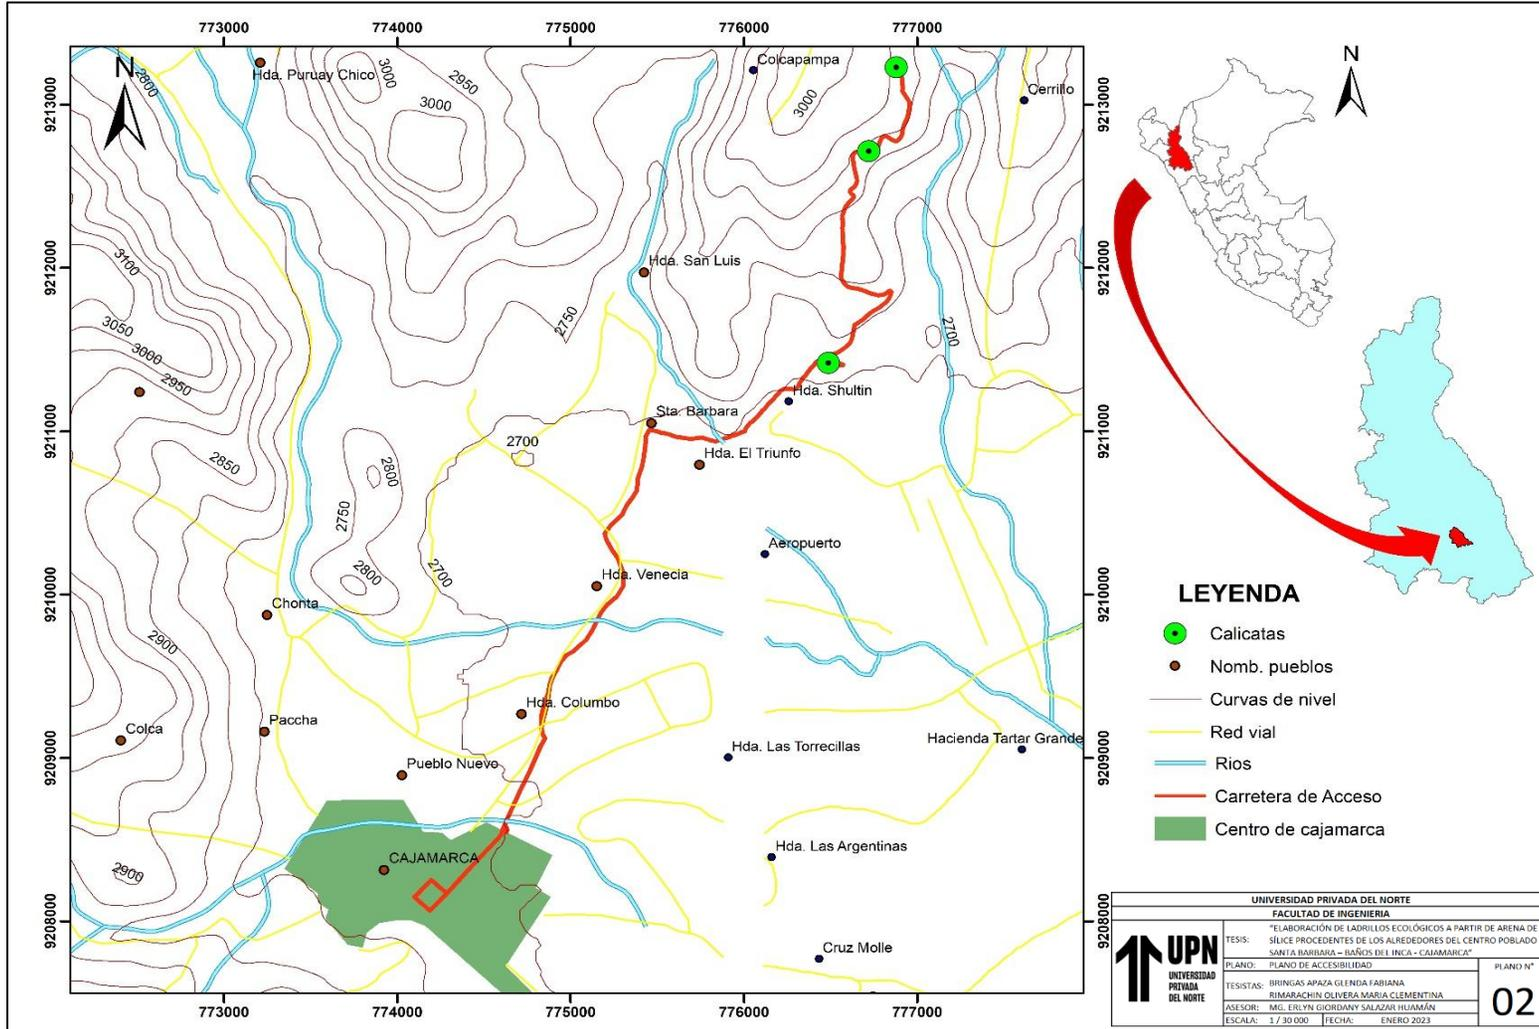 773000 774000 775000 776000 777000
N
N
2800
Hda. Puruay Chico
3000
2950
3000
Colcapampa
3000
Cerrillo
9213000
9213000
3100
9212000
Hda. San Luis
9212000
3050
3000
2950
2750
2700
Hda. Shultin
9211000
Sta. Barbara
9211000
2700
Hda. El Triunfo
2850
2800
2750
2800
2700
Aeropuerto
Hda. Venecia
9210000
9210000
Chonta
2900
Hda. Columbo
Paccha
Colca
Hda. Las Torrecillas
Hacienda Tartar Grande
9209000
9209000
Pueblo Nuevo
Hda. Las Argentinas
CAJAMARCA
2900
9208000
9208000
Cruz Molle
773000 774000 775000 776000 777000
LEYENDA
Calicatas
Nomb. pueblos
Curvas de nivel
Red vial
Rios
Carretera de Acceso
Centro de cajamarca
UNIVERSIDAD PRIVADA DEL NORTE
FACULTAD DE INGENIERIA
UPN
UNIVERSIDAD
PRIVADA
DEL NORTE
TESIS: "ELABORACIÓN DE LADRILLOS ECOLÓGICOS A PARTIR DE ARENA DE
SÍLICE PROCEDENTES DE LOS ALREDEDORES DEL CENTRO POBLADO
SANTA BARBARA – BAÑOS DEL INCA - CAJAMARCA"
PLANO: PLANO DE ACCESIBILIDAD
TESISTAS: BRINGAS APAZA GLENDA FABIANA
RIMARACHIN OLIVERA MARIA CLEMENTINA
ASESOR: MG. ERLYN GIORDANY SALAZAR HUAMÁN
ESCALA: 1 / 30 000 FECHA: ENERO 2023
PLANO N°
02